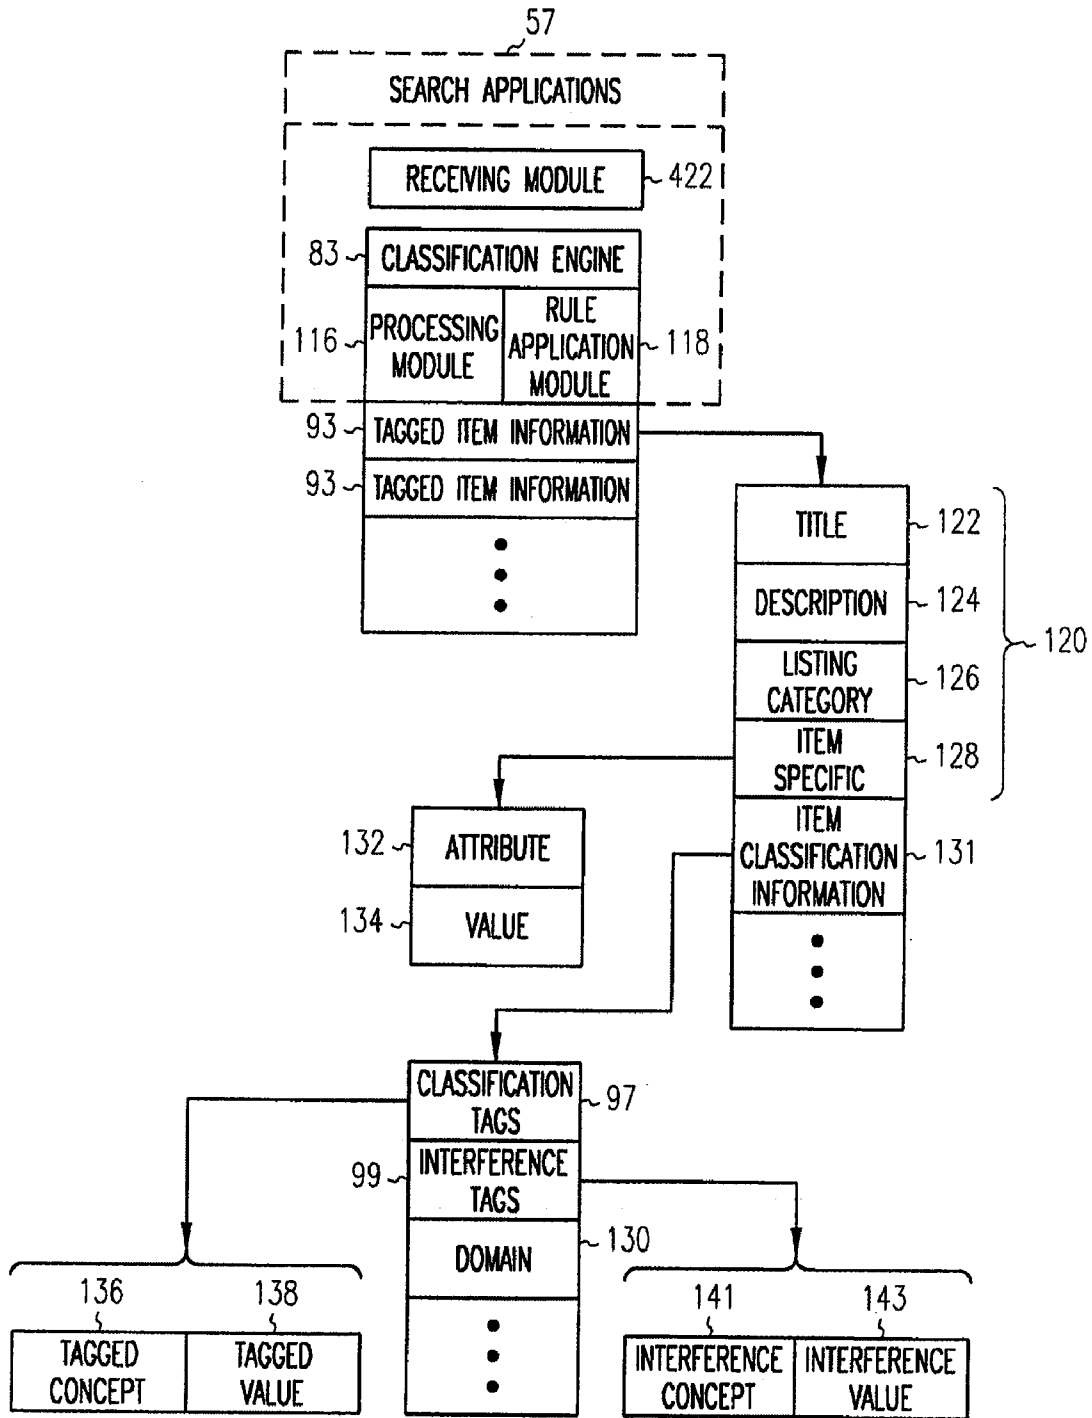 57
SEARCH APPLICATIONS
RECEIVING MODULE
422
83
CLASSIFICATION ENGINE
116
PROCESSING
MODULE
RULE
APPLICATION
MODULE
118
93
TAGGED ITEM INFORMATION
93
TAGGED ITEM INFORMATION
TITLE
122
DESCRIPTION
124
LISTING
CATEGORY
126
ITEM
SPECIFIC
128
120
ITEM
CLASSIFICATION
INFORMATION
131
132
ATTRIBUTE
134
VALUE
CLASSIFICATION
TAGS
97
99
INTERFERENCE
TAGS
DOMAIN
130
136
138
TAGGED
CONCEPT
TAGGED
VALUE
141
143
INTERFERENCE
CONCEPT
INTERFERENCE
VALUE